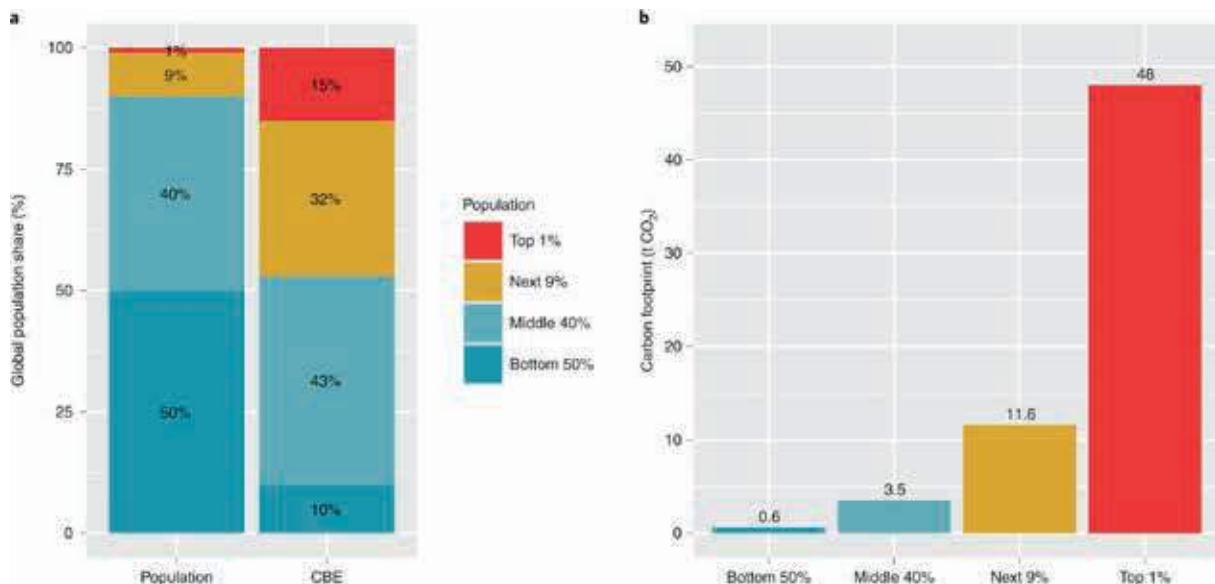 a
100
75
50
25
0
Global population share (%)
1%
9%
40%
50%
15%
32%
43%
10%
Population
CBE
Population
Top 1%
Next 9%
Middle 40%
Bottom 50%
b
50
40
30
20
10
0
Carbon footprint (t CO₂)
0.6
3.5
11.6
48
Bottom 50%
Middle 40%
Next 9%
Top 1%